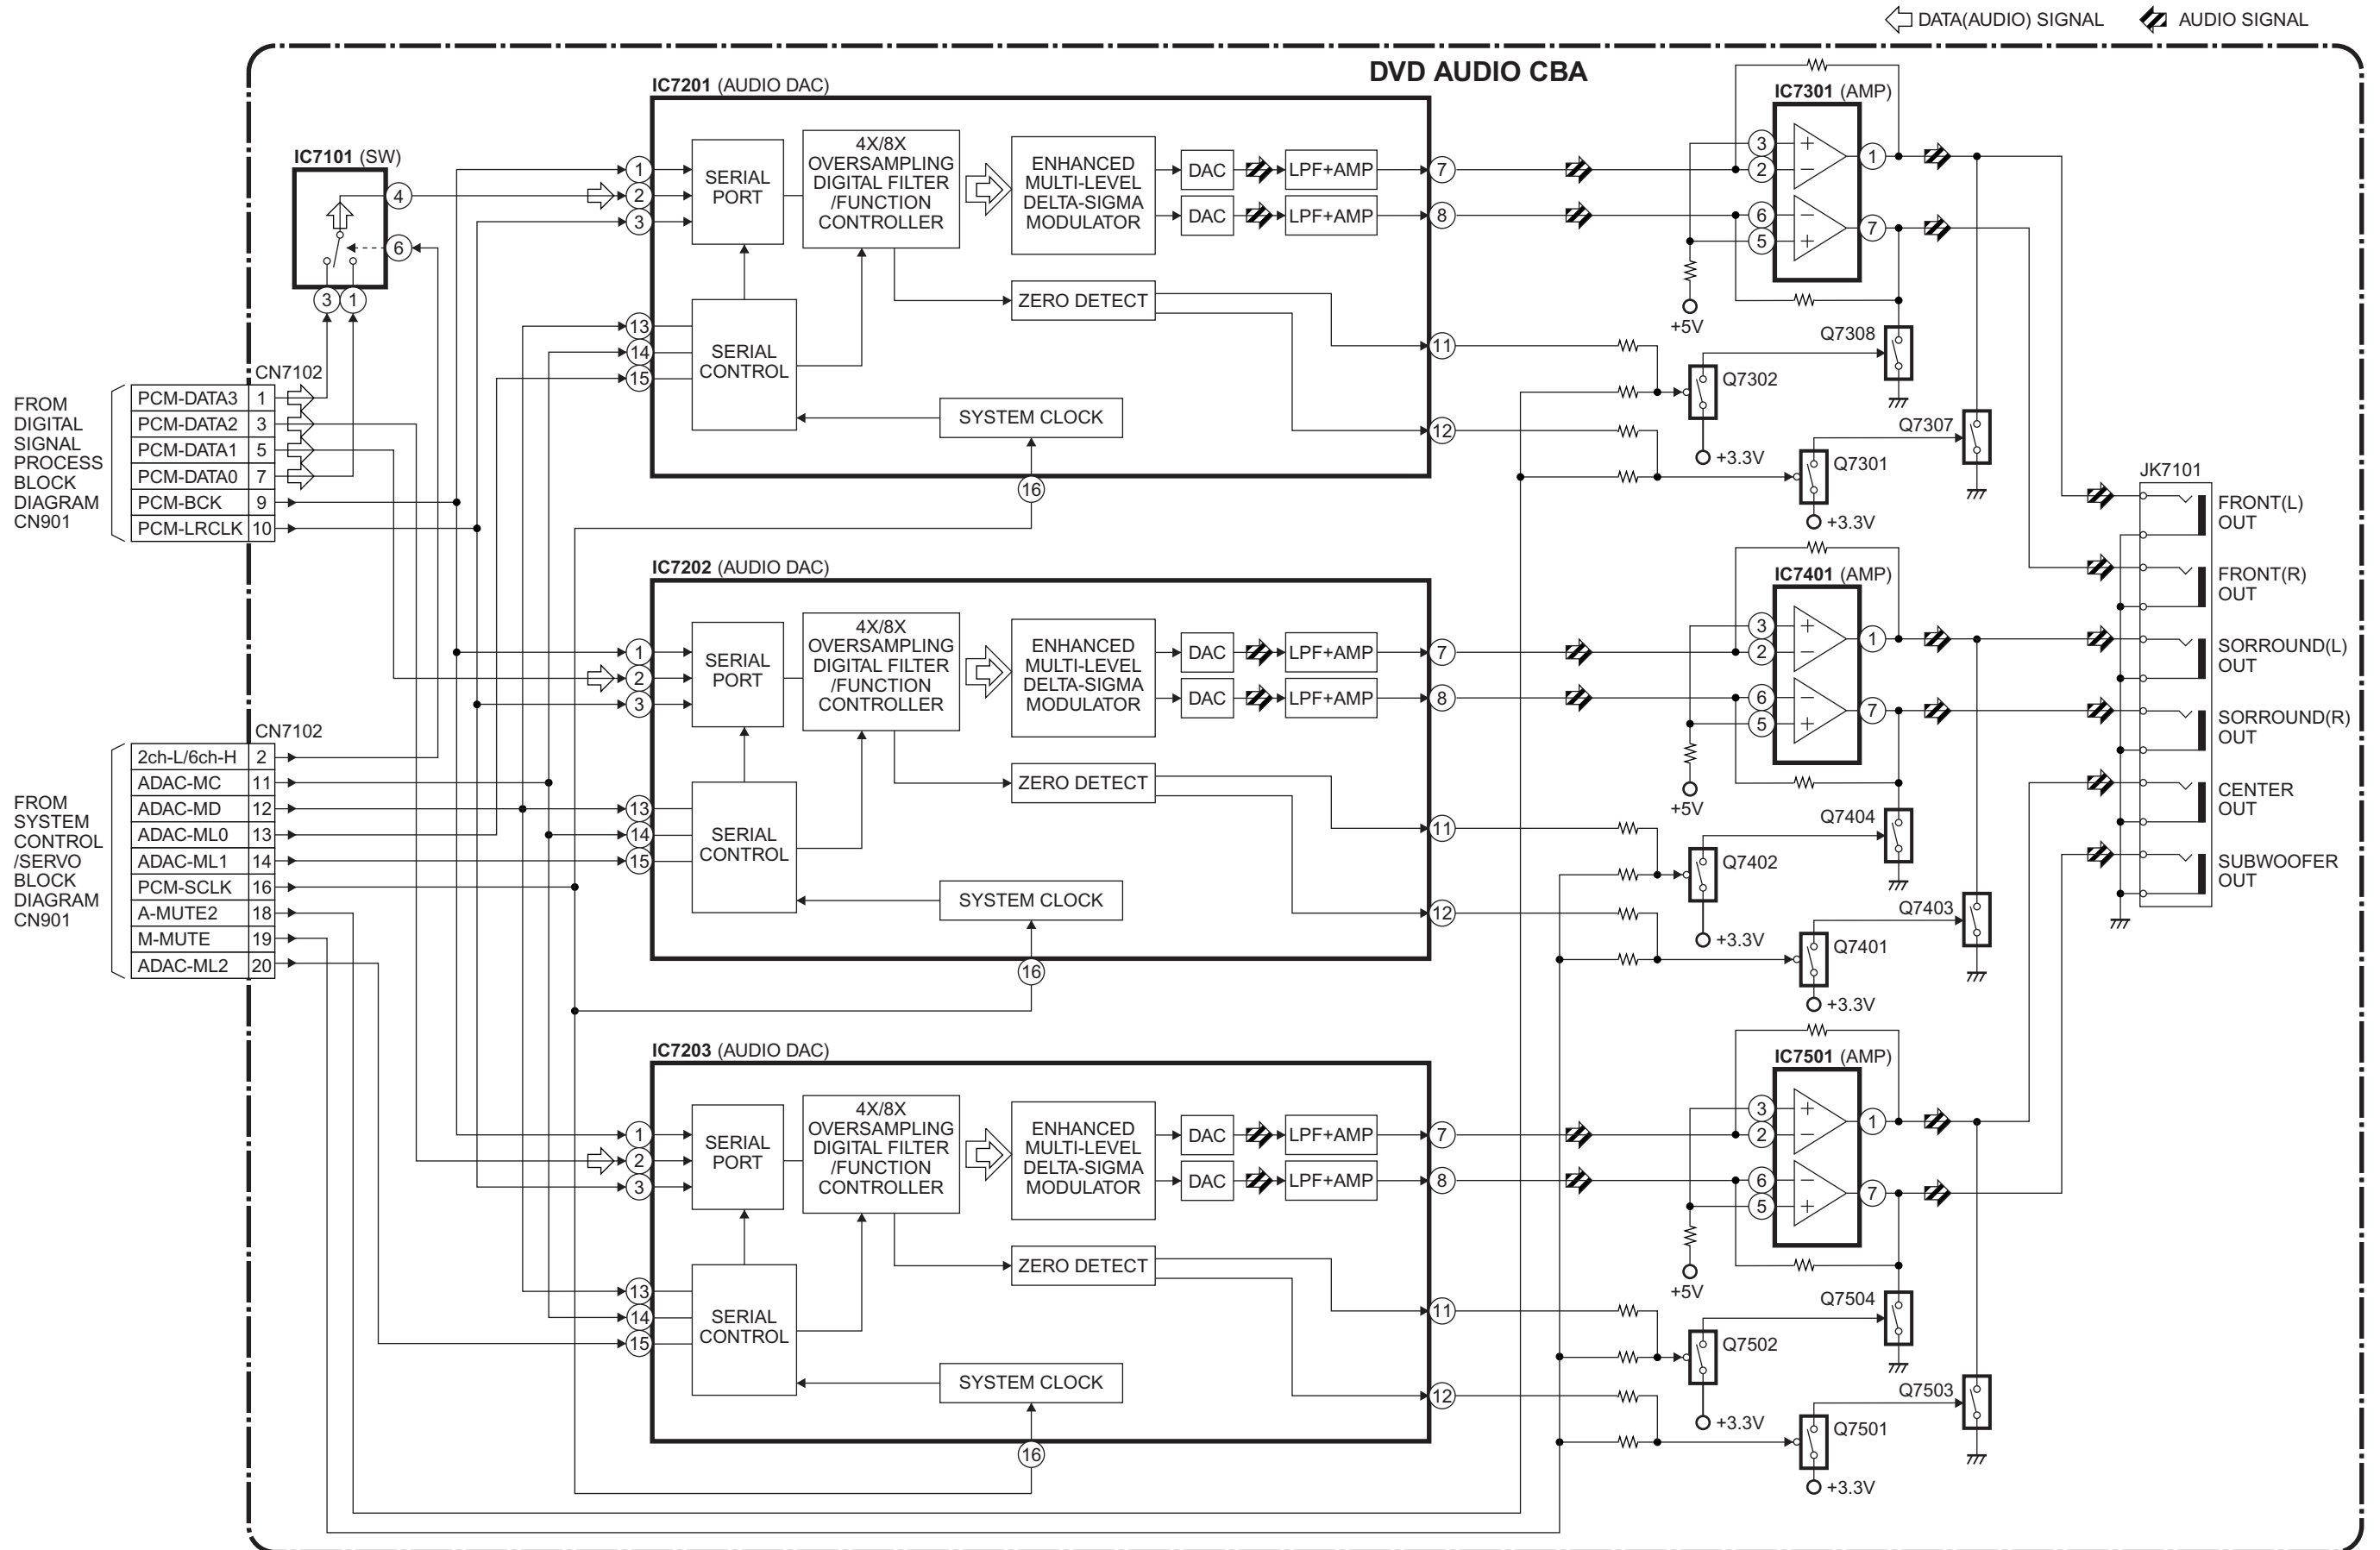 DATA(AUDIO) SIGNAL
AUDIO SIGNAL
DVD AUDIO CBA
IC7101 (SW)
4
6
3
1
FROM
DIGITAL
SIGNAL
PROCESS
BLOCK
DIAGRAM
CN901
CN7102
PCM-DATA3 1
PCM-DATA2 3
PCM-DATA1 5
PCM-DATA0 7
PCM-BCK 9
PCM-LRCLK 10
FROM
SYSTEM
CONTROL
/SERVO
BLOCK
DIAGRAM
CN901
CN7102
2ch-L/6ch-H 2
ADAC-MC 11
ADAC-MD 12
ADAC-ML0 13
ADAC-ML1 14
PCM-SCLK 16
A-MUTE2 18
M-MUTE 19
ADAC-ML2 20
IC7201 (AUDIO DAC)
1
2
3
SERIAL
PORT
4X/8X
OVERSAMPLING
DIGITAL FILTER
/FUNCTION
CONTROLLER
ENHANCED
MULTI-LEVEL
DELTA-SIGMA
MODULATOR
DAC
LPF+AMP
7
DAC
LPF+AMP
8
ZERO DETECT
13
14
15
SERIAL
CONTROL
SYSTEM CLOCK
11
12
16
IC7301 (AMP)
3
+
2
−
1
6
−
5
+
7
+5V
Q7308
Q7302
+3.3V
Q7307
Q7301
+3.3V
IC7202 (AUDIO DAC)
1
2
3
SERIAL
PORT
4X/8X
OVERSAMPLING
DIGITAL FILTER
/FUNCTION
CONTROLLER
ENHANCED
MULTI-LEVEL
DELTA-SIGMA
MODULATOR
DAC
LPF+AMP
7
DAC
LPF+AMP
8
ZERO DETECT
13
14
15
SERIAL
CONTROL
SYSTEM CLOCK
11
12
16
IC7401 (AMP)
3
+
2
−
1
6
−
5
+
7
+5V
Q7404
Q7402
+3.3V
Q7403
Q7401
+3.3V
IC7203 (AUDIO DAC)
1
2
3
SERIAL
PORT
4X/8X
OVERSAMPLING
DIGITAL FILTER
/FUNCTION
CONTROLLER
ENHANCED
MULTI-LEVEL
DELTA-SIGMA
MODULATOR
DAC
LPF+AMP
7
DAC
LPF+AMP
8
ZERO DETECT
13
14
15
SERIAL
CONTROL
SYSTEM CLOCK
11
12
16
IC7501 (AMP)
3
+
2
−
1
6
−
5
+
7
+5V
Q7504
Q7502
+3.3V
Q7503
Q7501
+3.3V
JK7101
FRONT(L)
OUT
FRONT(R)
OUT
SORROUND(L)
OUT
SORROUND(R)
OUT
CENTER
OUT
SUBWOOFER
OUT